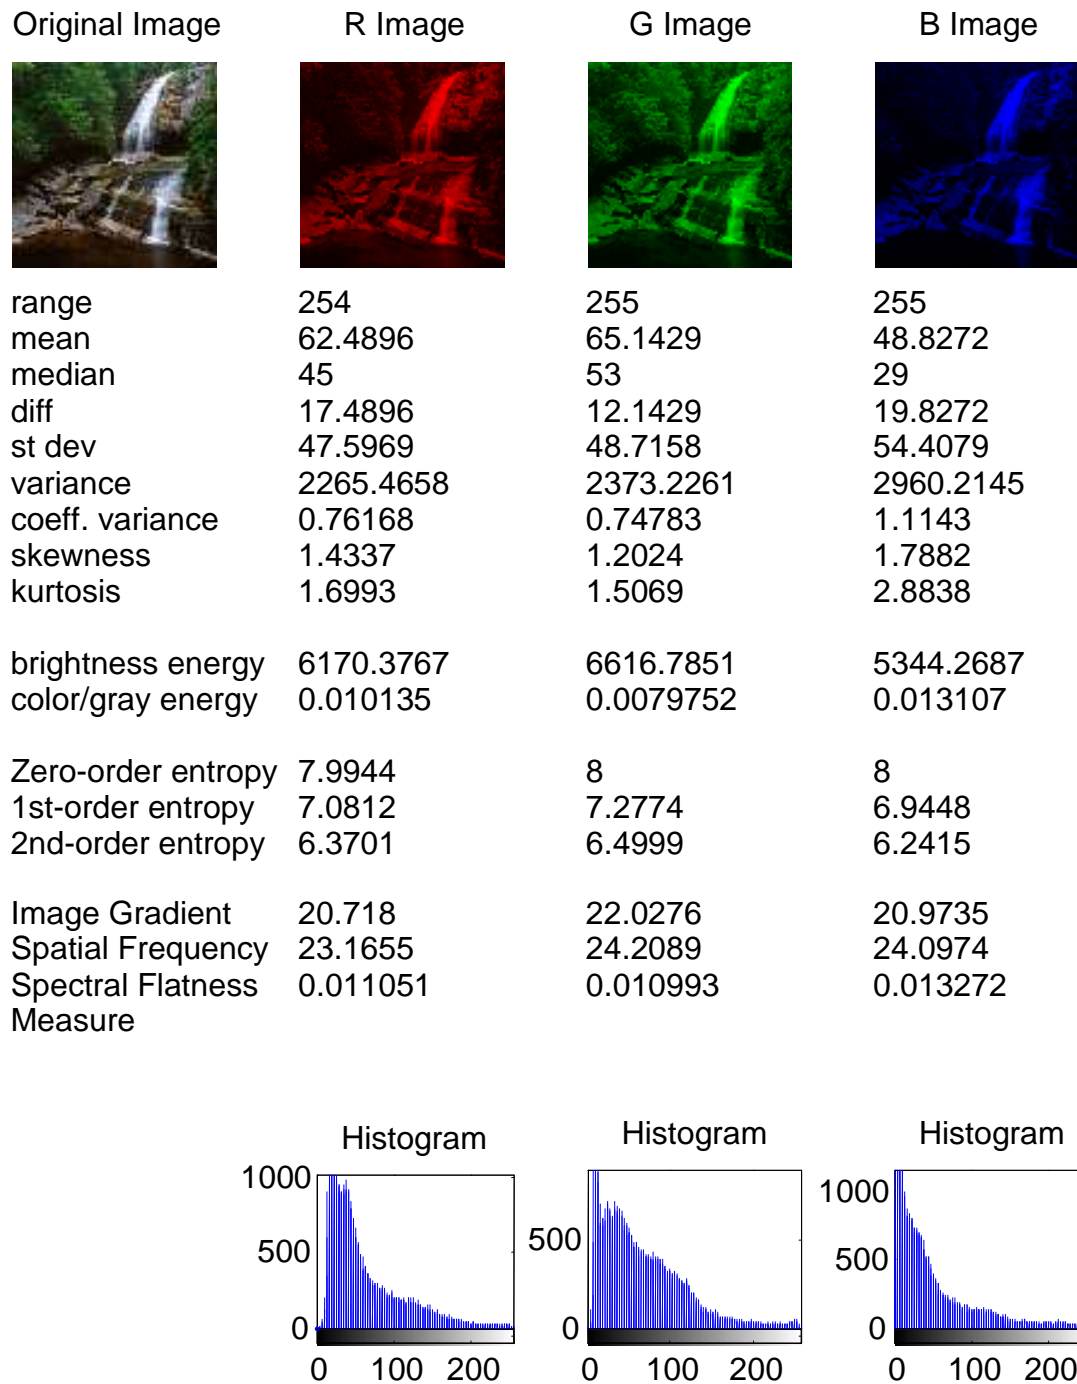 Original Image R Image G Image B Image
range 254 255 255
mean 62.4896 65.1429 48.8272
median 45 53 29
diff 17.4896 12.1429 19.8272
st dev 47.5969 48.7158 54.4079
variance 2265.4658 2373.2261 2960.2145
coeff. variance 0.76168 0.74783 1.1143
skewness 1.4337 1.2024 1.7882
kurtosis 1.6993 1.5069 2.8838
brightness energy 6170.3767 6616.7851 5344.2687
color/gray energy 0.010135 0.0079752 0.013107
Zero-order entropy 7.9944 8 8
1st-order entropy 7.0812 7.2774 6.9448
2nd-order entropy 6.3701 6.4999 6.2415
Image Gradient 20.718 22.0276 20.9735
Spatial Frequency 23.1655 24.2089 24.0974
Spectral Flatness 0.011051 0.010993 0.013272
Measure
Histogram Histogram Histogram
1000 1000
500 500 500
0 0 0
0 100 200 0 100 200 0 100 200